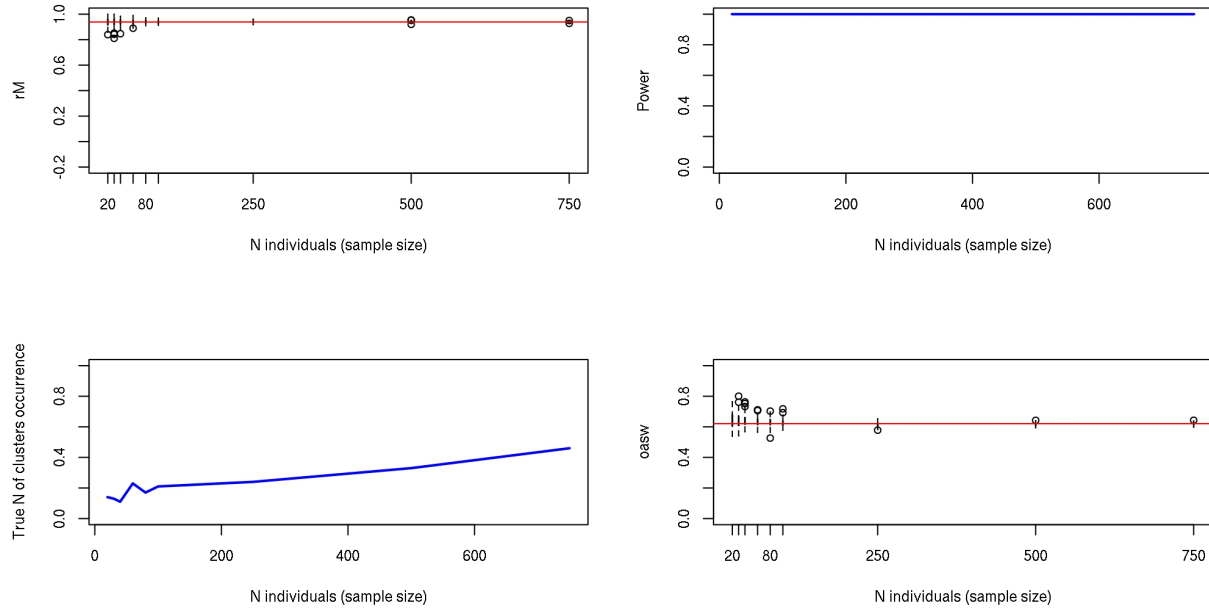 rM
1.0
0.6
0.2
-0.2
20 80 250 500 750
N individuals (sample size)
Power
0.8
0.4
0.0
0 200 400 600
N individuals (sample size)
True N of clusters occurrence
0.8
0.4
0.0
0 200 400 600
N individuals (sample size)
oasw
0.8
0.4
0.0
20 80 250 500 750
N individuals (sample size)